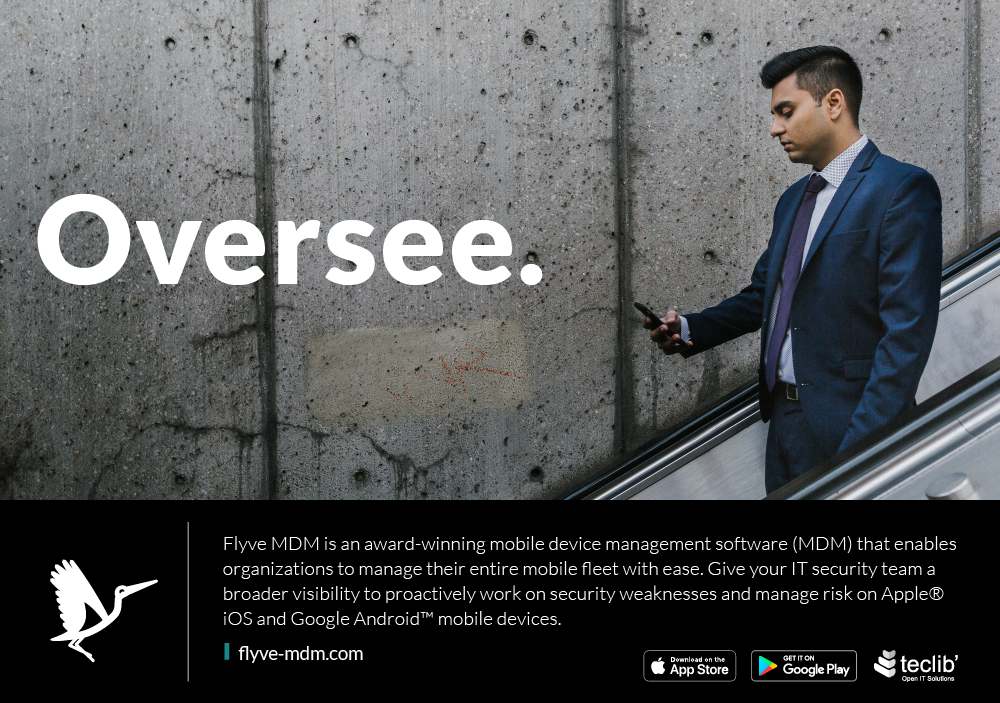 Oversee.
Flyve MDM is an award-winning mobile device management software (MDM) that enables
organizations to manage their entire mobile fleet with ease. Give your IT security team a
broader visibility to proactively work on security weaknesses and manage risk on Apple®
iOS and Google Android™ mobile devices.
flyve-mdm.com
Download on the
App Store
GET IT ON
Google Play
teclib'
Open IT Solutions